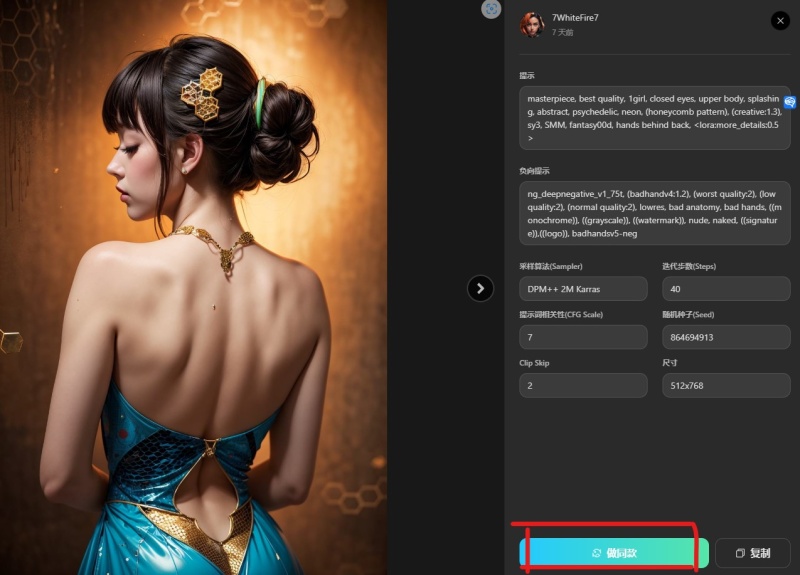 7WhiteFire7
7 天前
提示
masterpiece, best quality, 1girl, closed eyes, upper body, splashin
g, abstract, psychedelic, neon, (honeycomb pattern), (creative:1.3),
sy3, SMM, fantasy00d, hands behind back, <lora:more_details:0.5
>
负向提示
ng_deepnegative_v1_75t, (badhandv4:1.2), (worst quality:2), (low
quality:2), (normal quality:2), lowres, bad anatomy, bad hands, ((m
onochrome)), ((grayscale)), ((watermark)), nude, naked, ((signatur
e)),((logo)), badhandsv5-neg
采样算法(Sampler)
迭代步数(Steps)
DPM++ 2M Karras
40
提示词相关性(CFG Scale)
随机种子(Seed)
7
864694913
Clip Skip
尺寸
2
512x768
做同款
复制